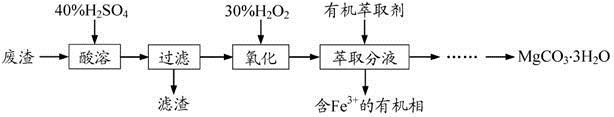 40%H₂SO₄ 30%H₂O₂ 有机萃取剂
废渣 酸溶 过滤 氧化 萃取分液 …… MgCO₃·3H₂O
滤渣 含Fe³⁺的有机相